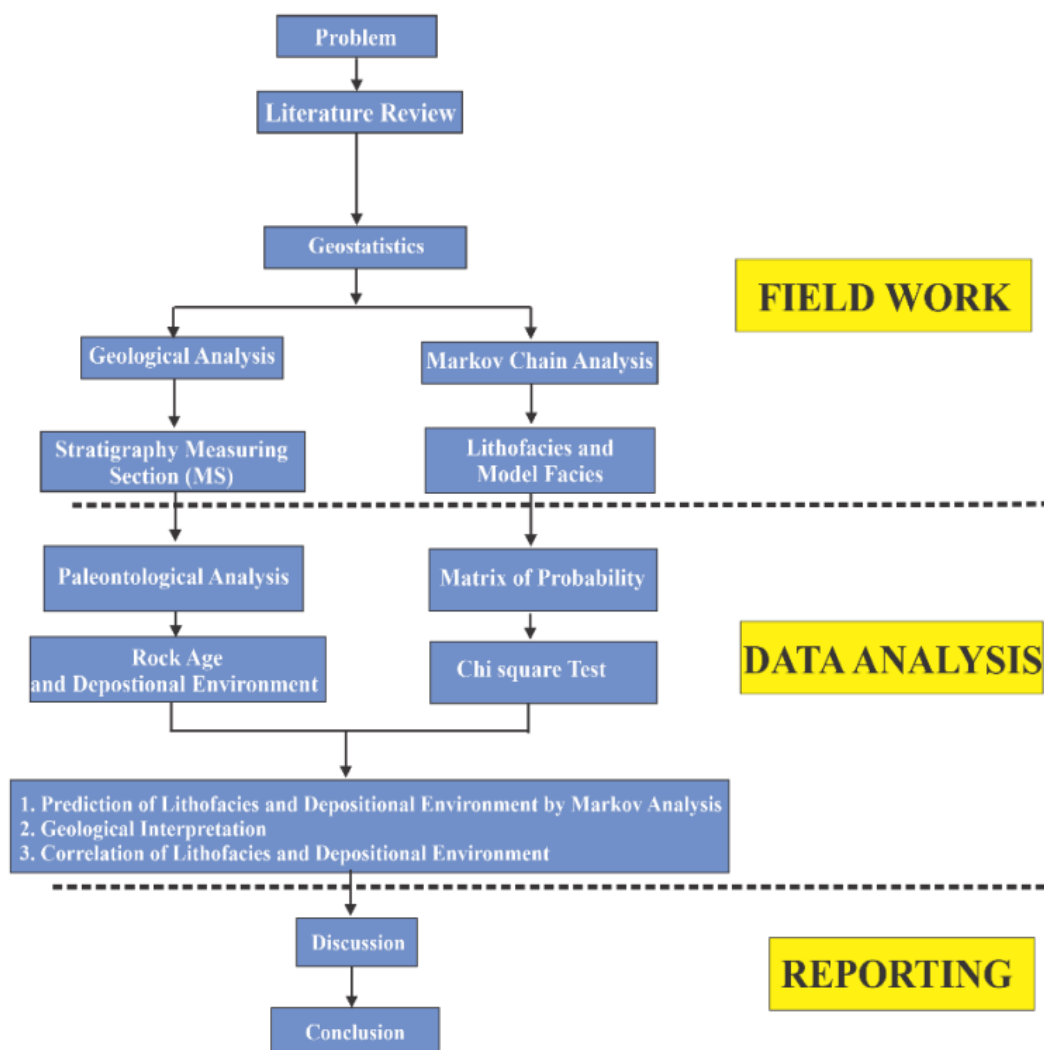 Problem
Literature Review
Geostatistics
FIELD WORK
Geological Analysis
Markov Chain Analysis
Stratigraphy Measuring
Section (MS)
Lithofacies and
Model Facies
Paleontological Analysis
Matrix of Probability
Rock Age
and Depostional Environment
Chi square Test
DATA ANALYSIS
1. Prediction of Lithofacies and Depositional Environment by Markov Analysis
2. Geological Interpretation
3. Correlation of Lithofacies and Depositional Environment
Discussion
REPORTING
Conclusion